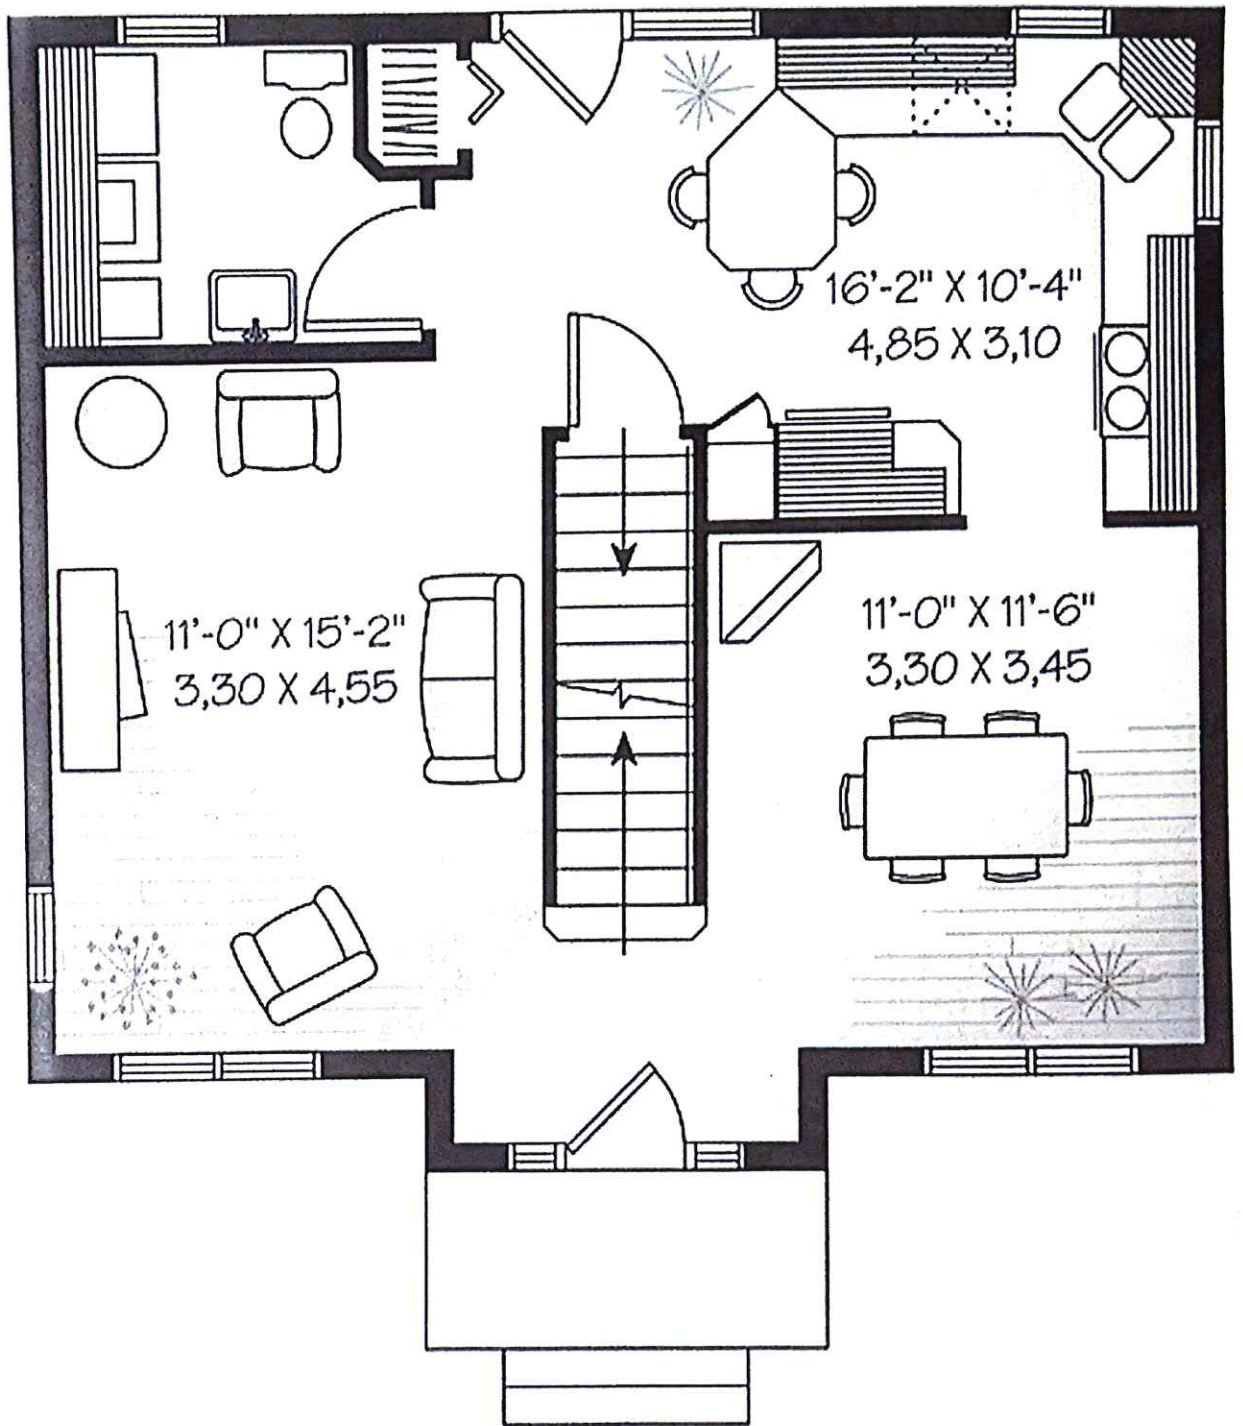 16'-2" X 10'-4"
4,85 X 3,10
11'-0" X 15'-2"
3,30 X 4,55
11'-0" X 11'-6"
3,30 X 3,45